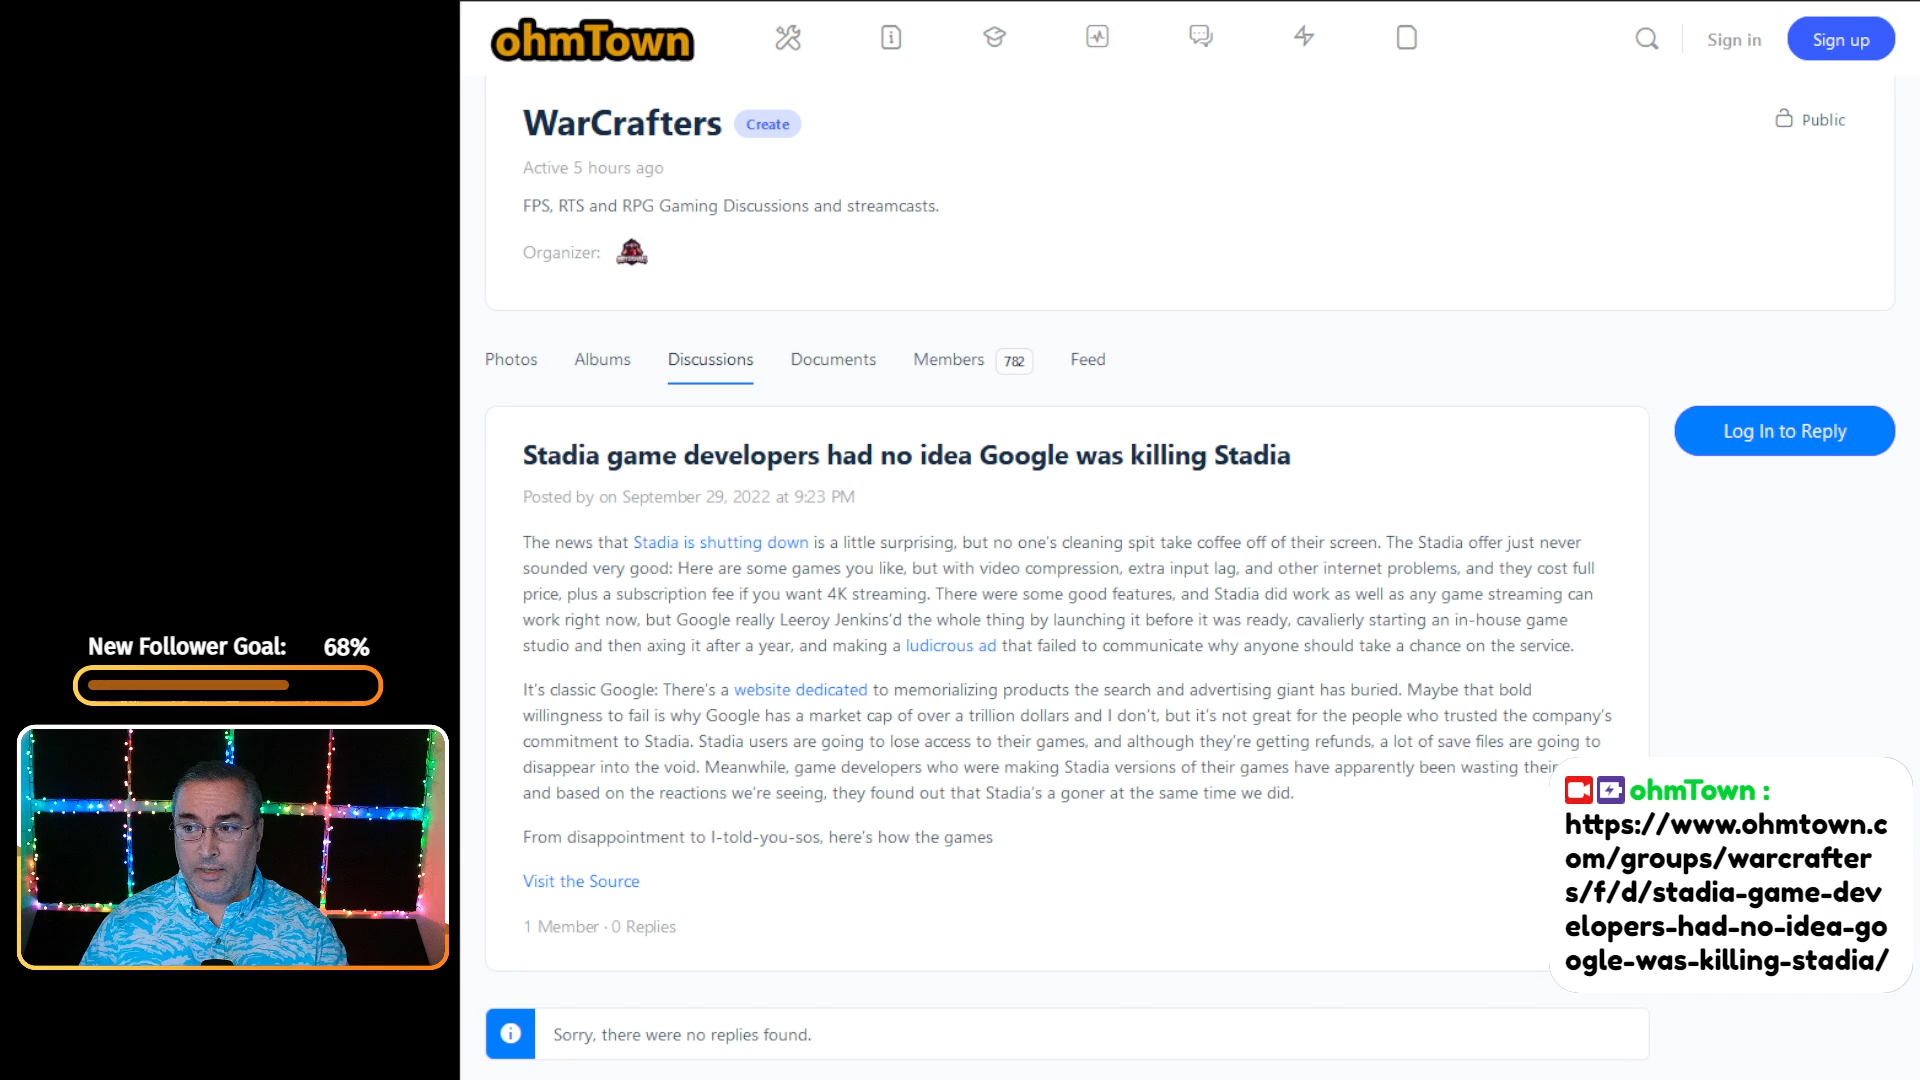 ohmTown
Sign in
Sign up
WarCrafters
Create
Public
Active 5 hours ago
FPS, RTS and RPG Gaming Discussions and streamcasts.
Organizer:
Photos
Albums
Discussions
Documents
Members
782
Feed
Stadia game developers had no idea Google was killing Stadia
Log In to Reply
Posted by on September 29, 2022 at 9:23 PM
The news that Stadia is shutting down is a little surprising, but no one's cleaning spit take coffee off of their screen. The Stadia offer just never
sounded very good: Here are some games you like, but with video compression, extra input lag, and other internet problems, and they cost full
price, plus a subscription fee if you want 4K streaming. There were some good features, and Stadia did work as well as any game streaming can
work right now, but Google really Leeroy Jenkins'd the whole thing by launching it before it was ready, cavalierly starting an in-house game
studio and then axing it after a year, and making a ludicrous ad that failed to communicate why anyone should take a chance on the service.
It's classic Google: There's a website dedicated to memorializing products the search and advertising giant has buried. Maybe that bold
willingness to fail is why Google has a market cap of over a trillion dollars and I don't, but it's not great for the people who trusted the company's
commitment to Stadia. Stadia users are going to lose access to their games, and although they're getting refunds, a lot of save files are going to
disappear into the void. Meanwhile, game developers who were making Stadia versions of their games have apparently been wasting their
and based on the reactions we're seeing, they found out that Stadia's a goner at the same time we did.
From disappointment to I-told-you-sos, here's how the games
Visit the Source
1 Member · 0 Replies
Sorry, there were no replies found.
New Follower Goal: 68%
ohmTown :
https://www.ohmtown.c
om/groups/warcrafter
s/f/d/stadia-game-dev
elopers-had-no-idea-go
ogle-was-killing-stadia/